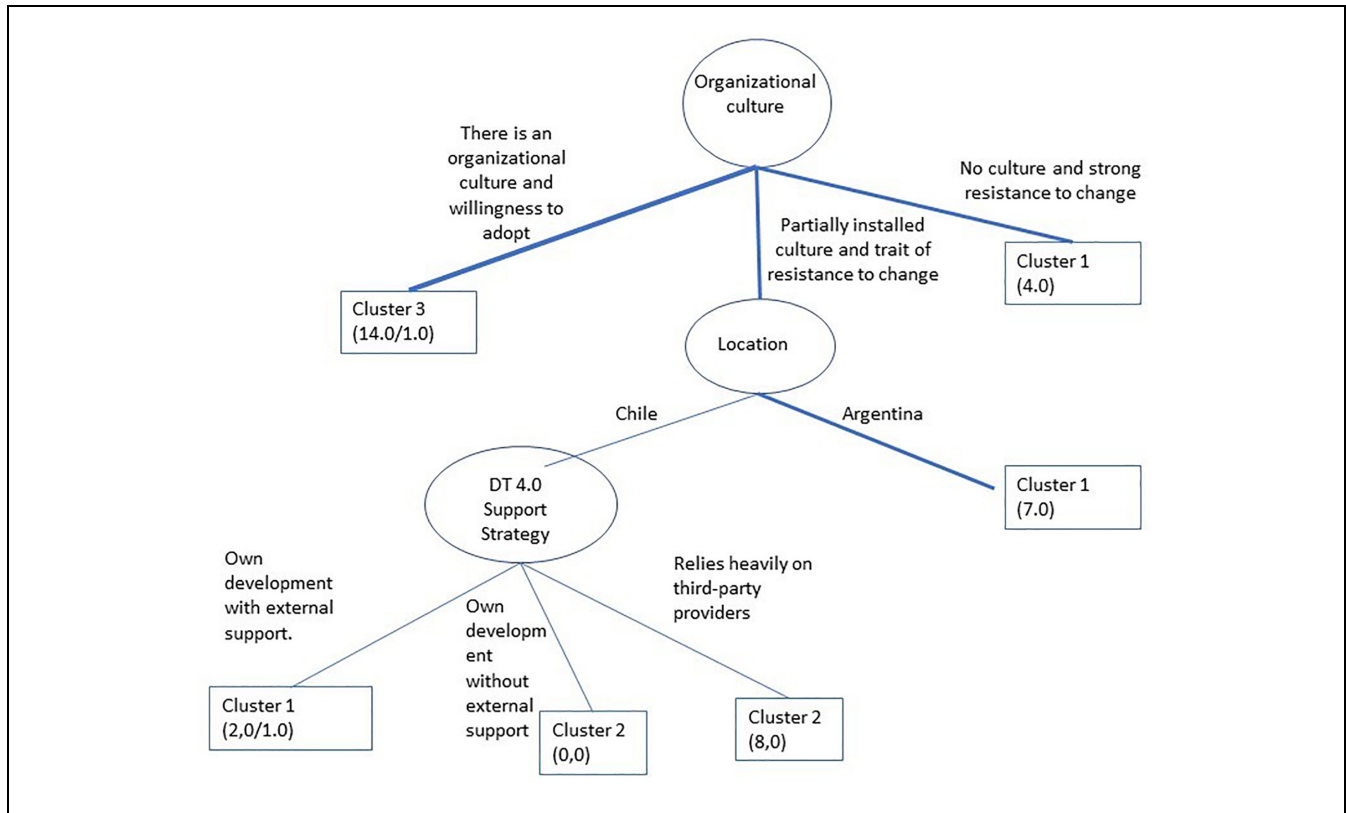 Organizational
culture
There is an
organizational
culture and
willingness to
adopt
No culture and strong
resistance to change
Partially installed
culture and trait of
resistance to change
Cluster 1
(4.0)
Cluster 3
(14.0/1.0)
Location
Chile
Argentina
DT 4.0
Support
Strategy
Cluster 1
(7.0)
Own
development
with external
support.
Own
developm
ent
without
external
support
Relies heavily on
third-party
providers
Cluster 1
(2,0/1.0)
Cluster 2
(0,0)
Cluster 2
(8,0)